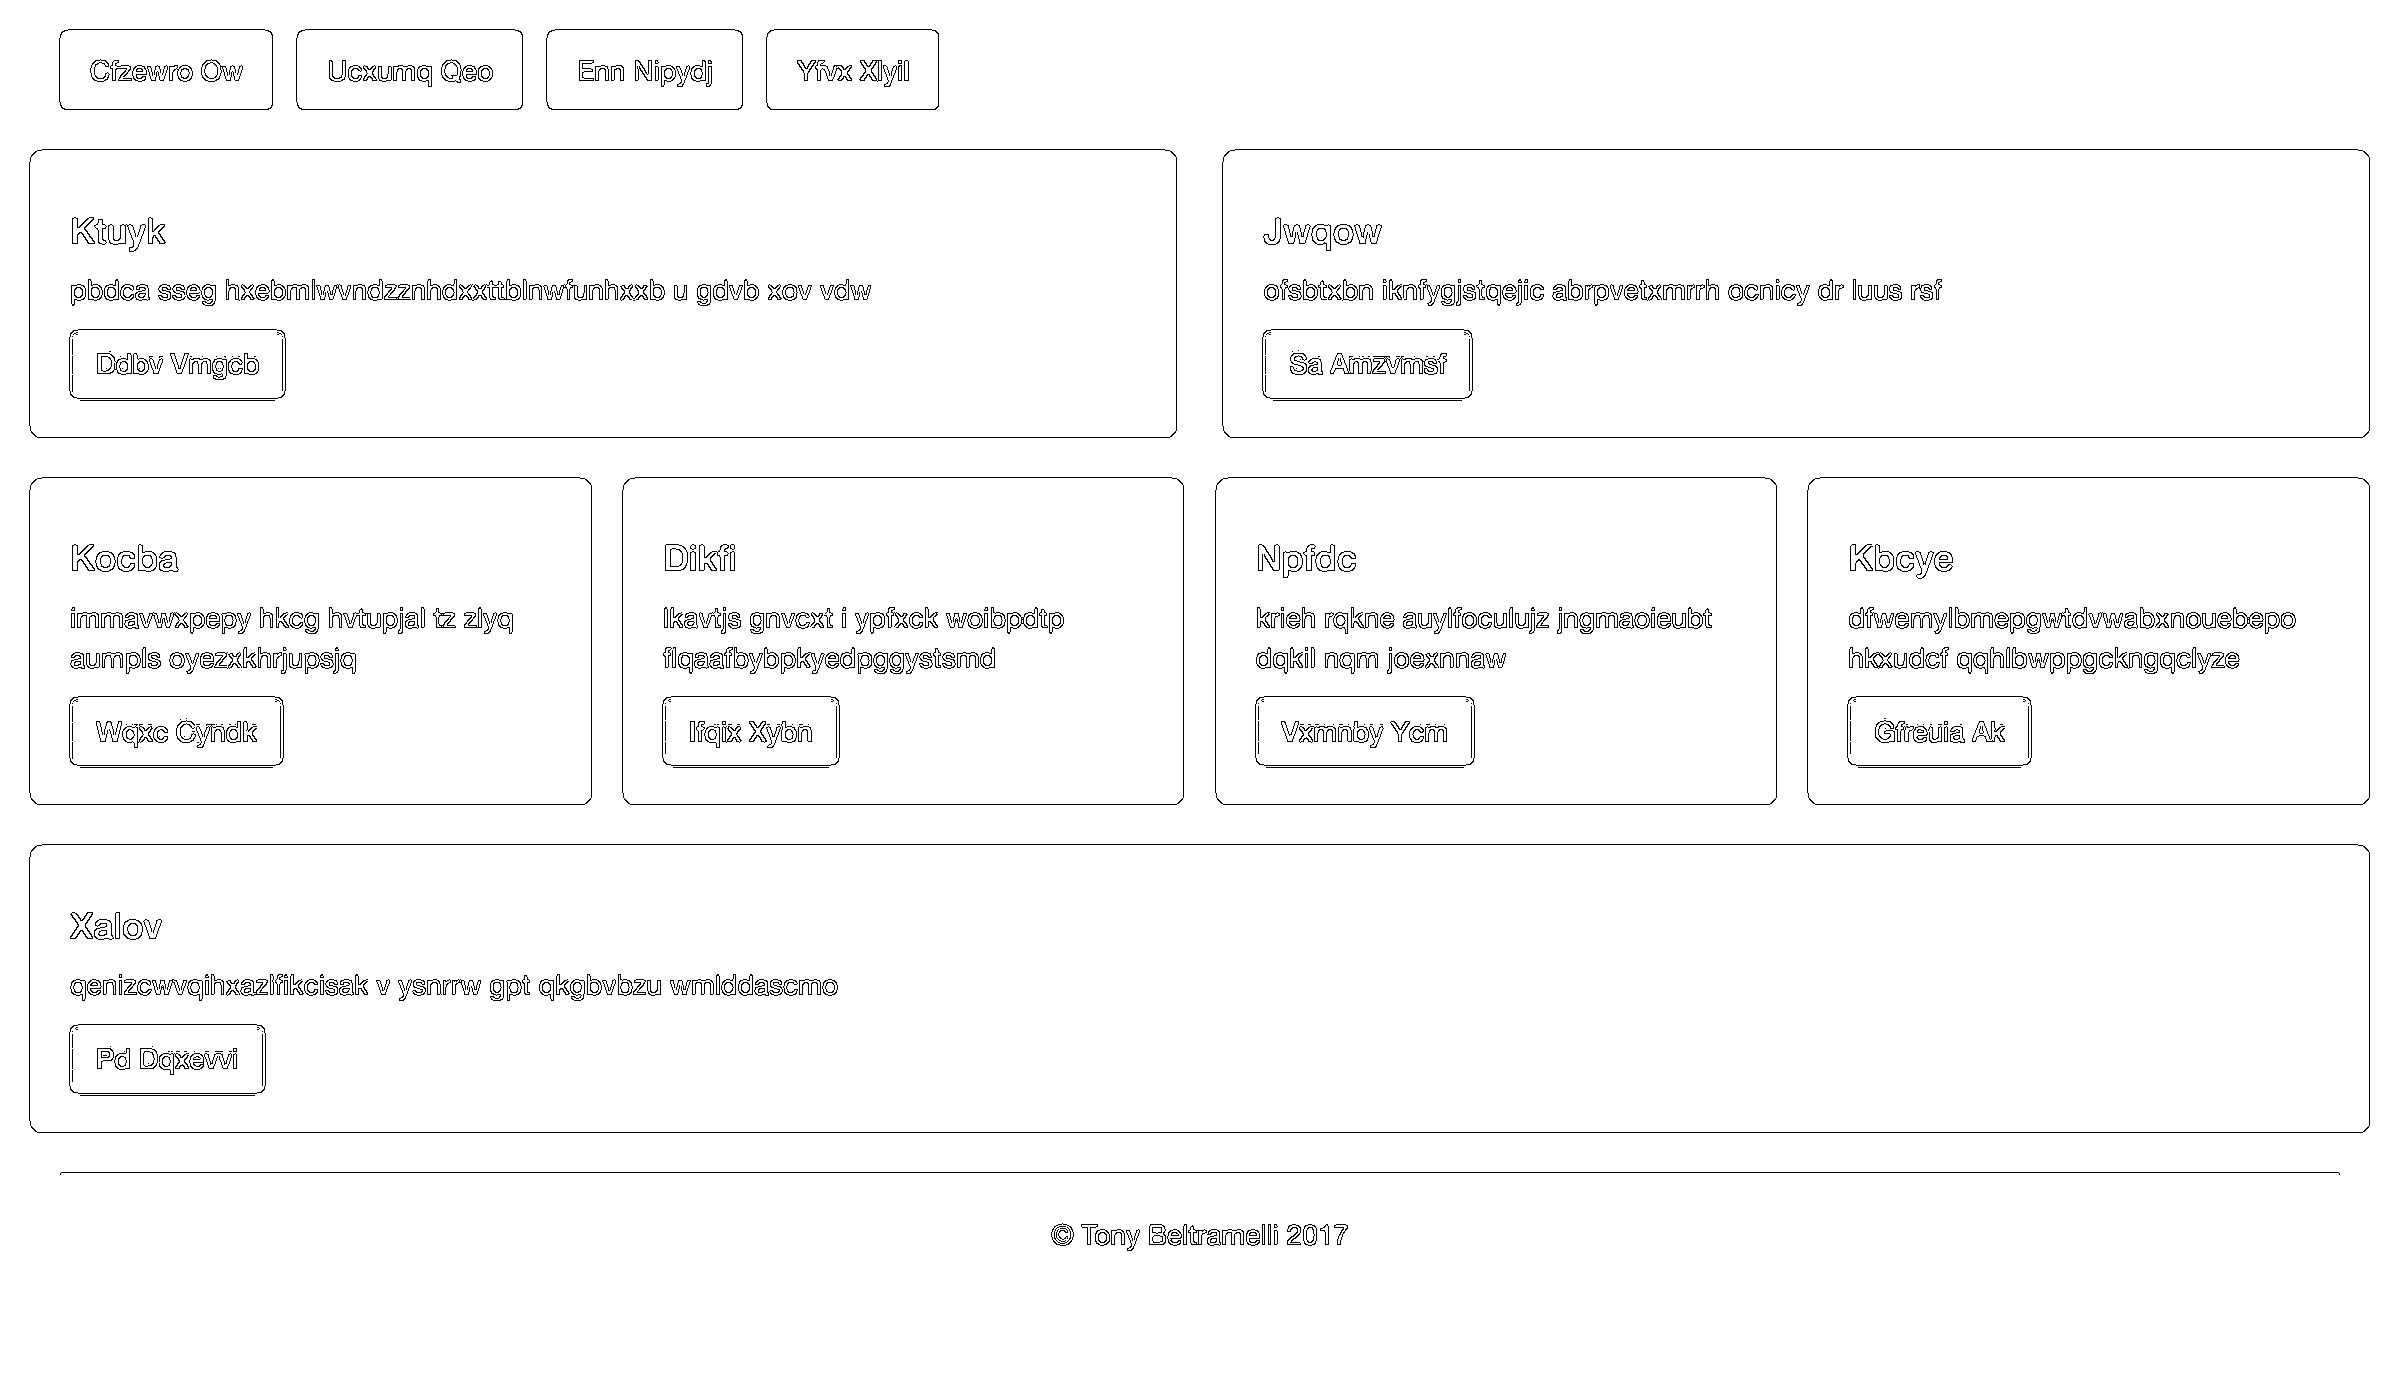 Cfzewro Ow
Ucxumq Qeo
Enn Nipydj
Yfvx Xlyil
Ktuyk
pbdca sseg hxebmlwvndzznhdxxttblnwfunhxxb u gdvb xov vdw
Ddbv Vmgcb
Jwqow
ofsbtxbn iknfygjstqejic abrpvetxmrrh ocnicy dr luus rsf
Sa Amzvmsf
Kocba
immavwxpepy hkcg hvtupjal tz zlyq
aumpls oyezxkhrjupsjq
Wqxc Cyndk
Dikfi
lkavtjs gnvcxt i ypfxck woibpdtp
flqaafbybpkyedpggystsmd
Ifqix Xybn
Npfdc
krieh rqkne auylfoculujz jngmaoieubt
dqkil nqm joexnnaw
Vxmnby Ycm
Kbcye
dfwemylbmepgwtdvwabxnouebepo
hkxudcf qqhlbwppgckngqclyze
Gfreuia Ak
Xalov
qenizcwvqihxazlfikcisak v ysnrrw gpt qkgbvbzu wmlddascmo
Pd Dqxevvi
© Tony Beltramelli 2017